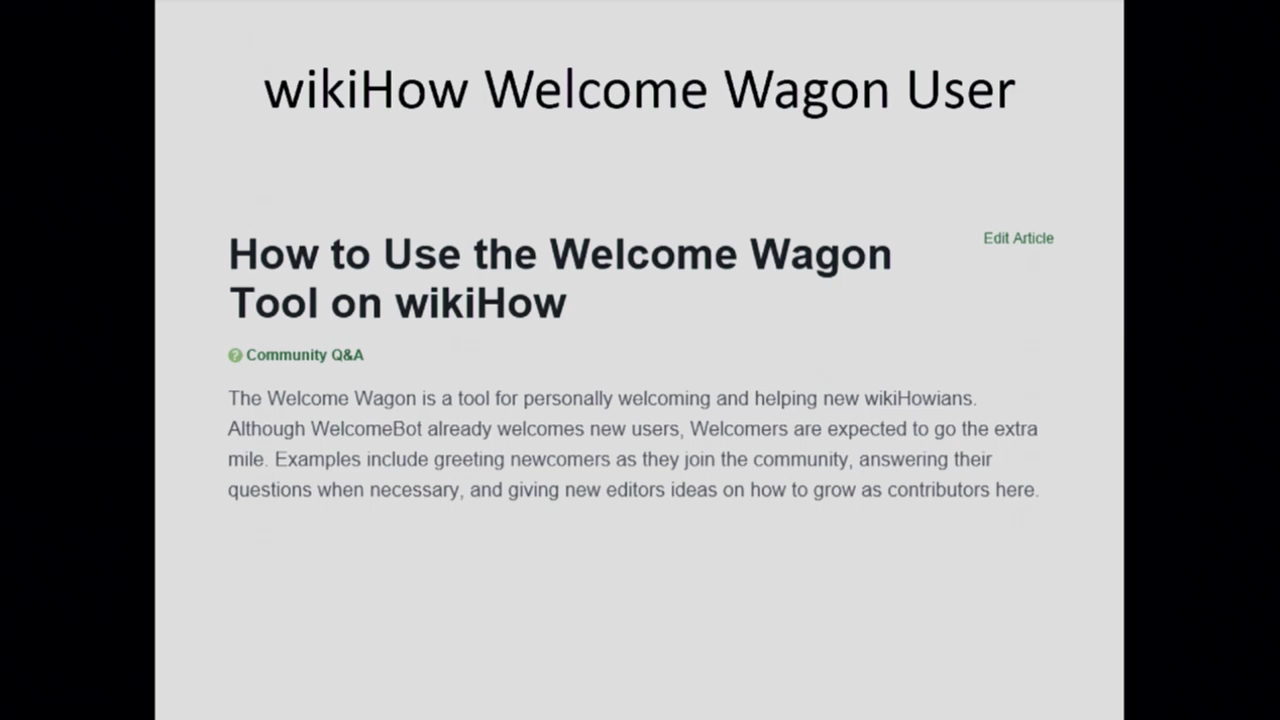 wikiHow Welcome Wagon User
Edit Article
How to Use the Welcome Wagon
Tool on wikiHow
? Community Q&A
The Welcome Wagon is a tool for personally welcoming and helping new wikiHowians.
Although WelcomeBot already welcomes new users, Welcomers are expected to go the extra
mile. Examples include greeting newcomers as they join the community, answering their
questions when necessary, and giving new editors ideas on how to grow as contributors here.